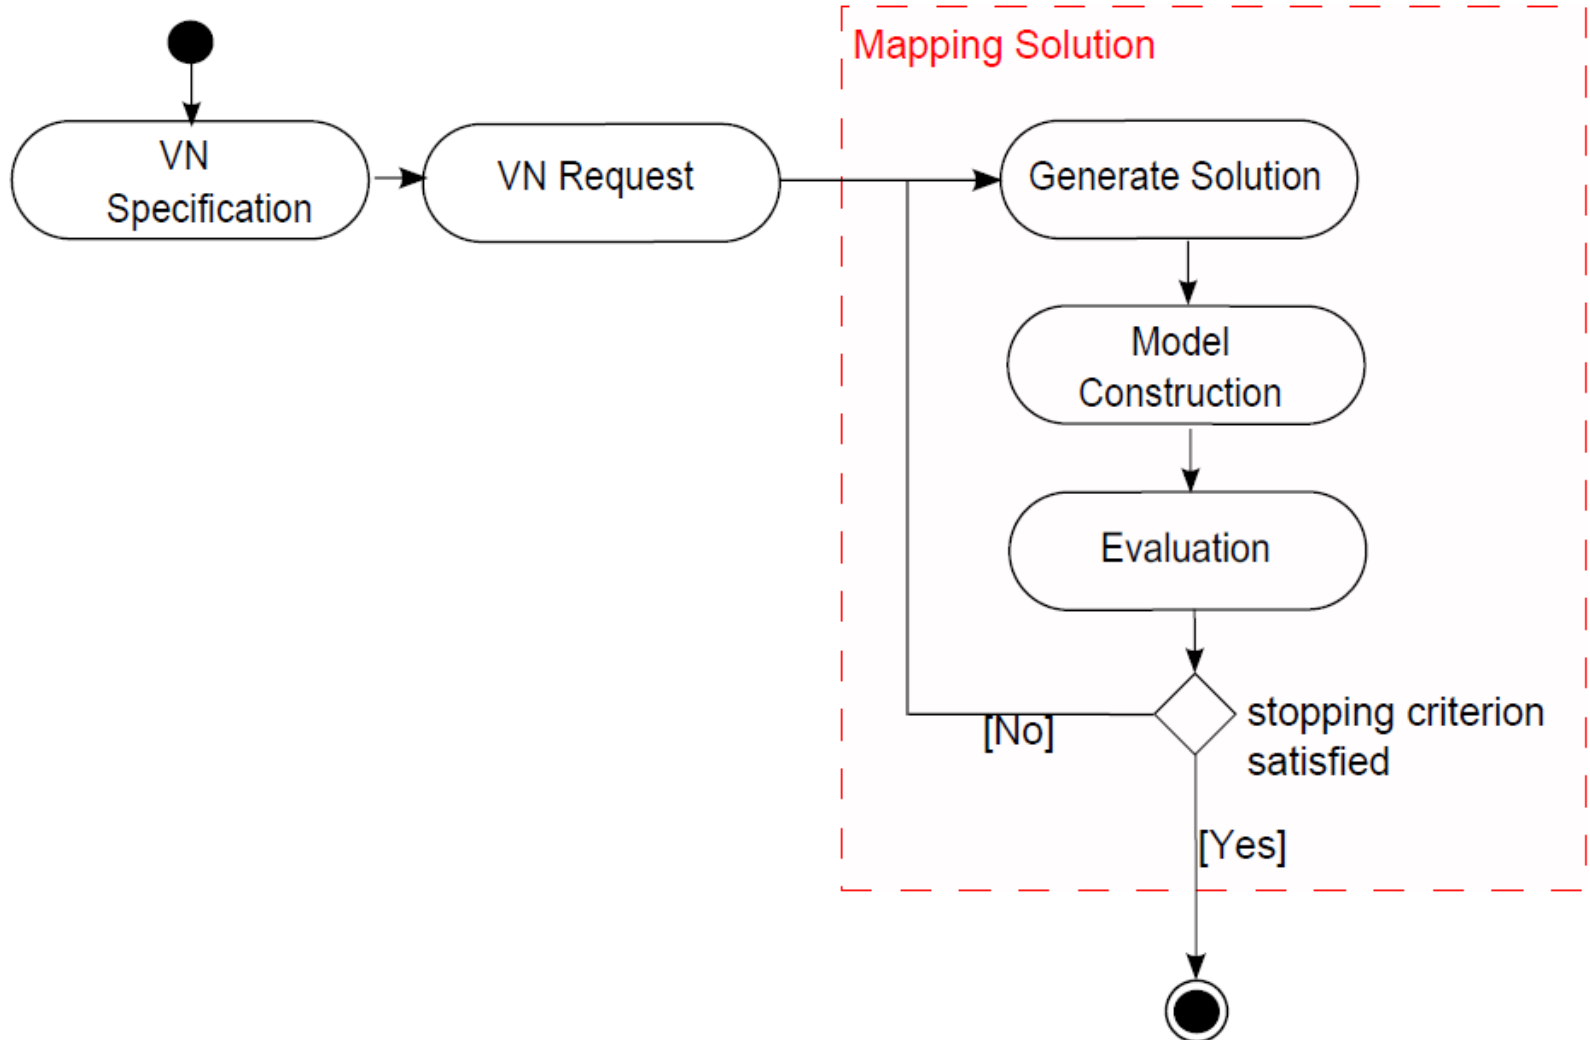 Mapping Solution
VN
Specification
VN Request
Generate Solution
Model
Construction
Evaluation
stopping criterion
satisfied
[No]
[Yes]